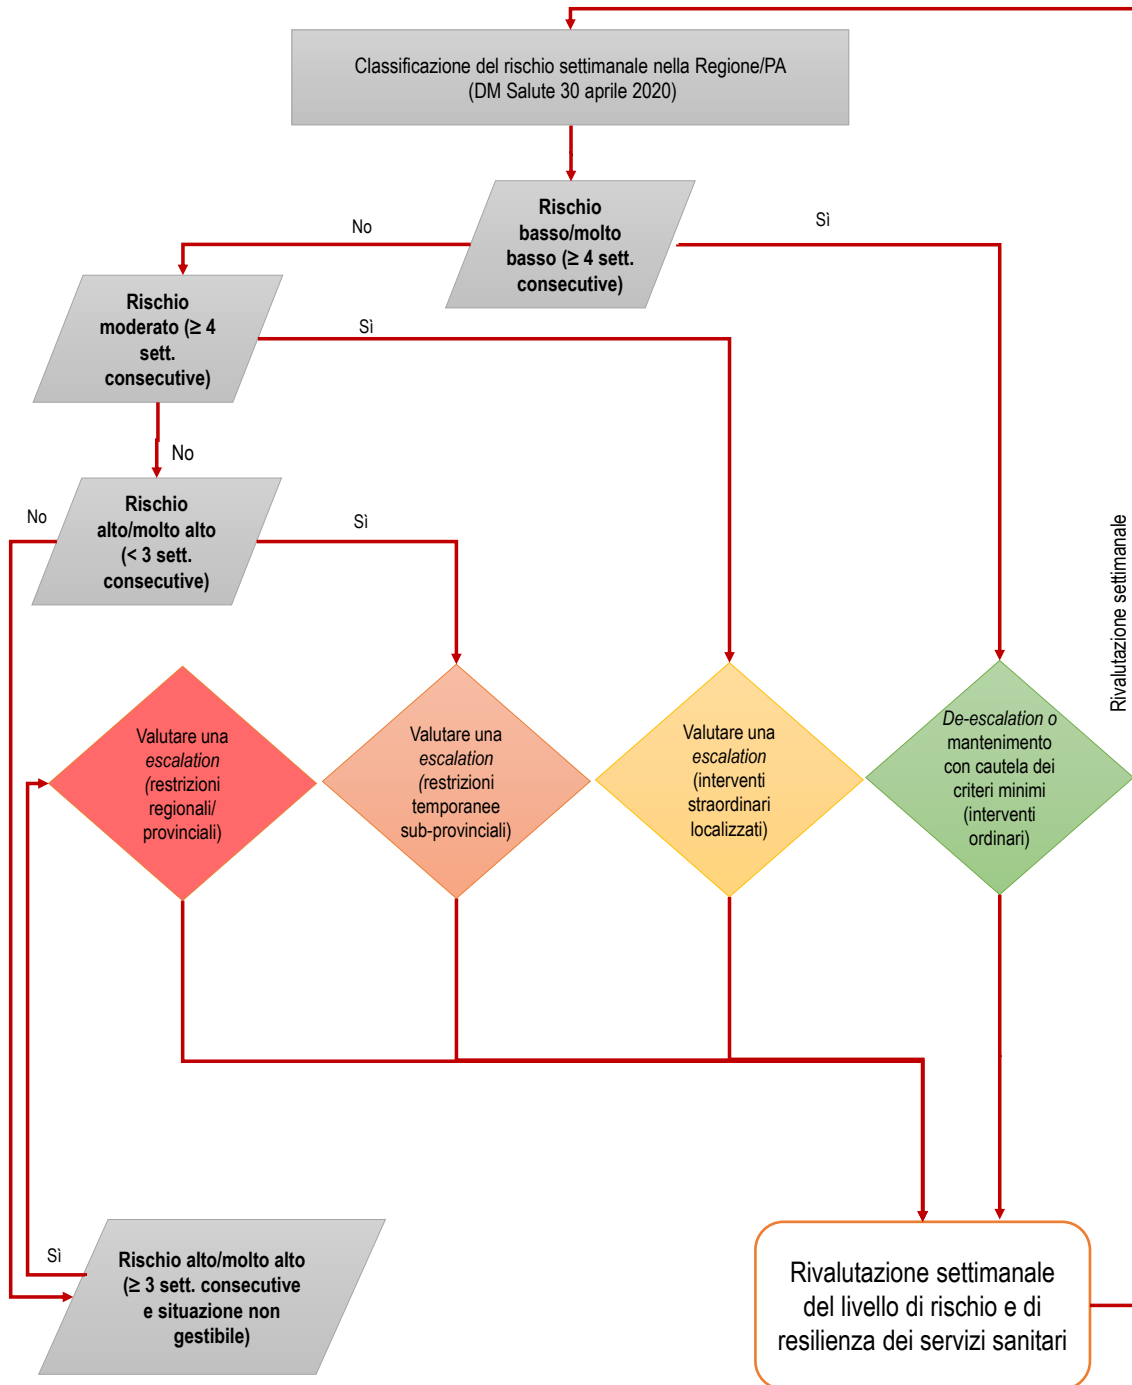 Classificazione del rischio settimanale nella Regione/PA
(DM Salute 30 aprile 2020)
Rischio
basso/molto
basso (≥ 4 sett.
consecutive)
No
Sì
Rischio
moderato (≥ 4
sett.
consecutive)
Sì
No
Rischio
alto/molto alto
(< 3 sett.
consecutive)
No
Sì
Rivalutazione settimanale
Valutare una
escalation
(restrizioni
regionali/
provinciali)
Valutare una
escalation
(restrizioni
temporanee
sub-provinciali)
Valutare una
escalation
(interventi
straordinari
localizzati)
De-escalation o
mantenimento
con cautela dei
criteri minimi
(interventi
ordinari)
Sì
Rischio alto/molto alto
(≥ 3 sett. consecutive
e situazione non
gestibile)
Rivalutazione settimanale
del livello di rischio e di
resilienza dei servizi sanitari